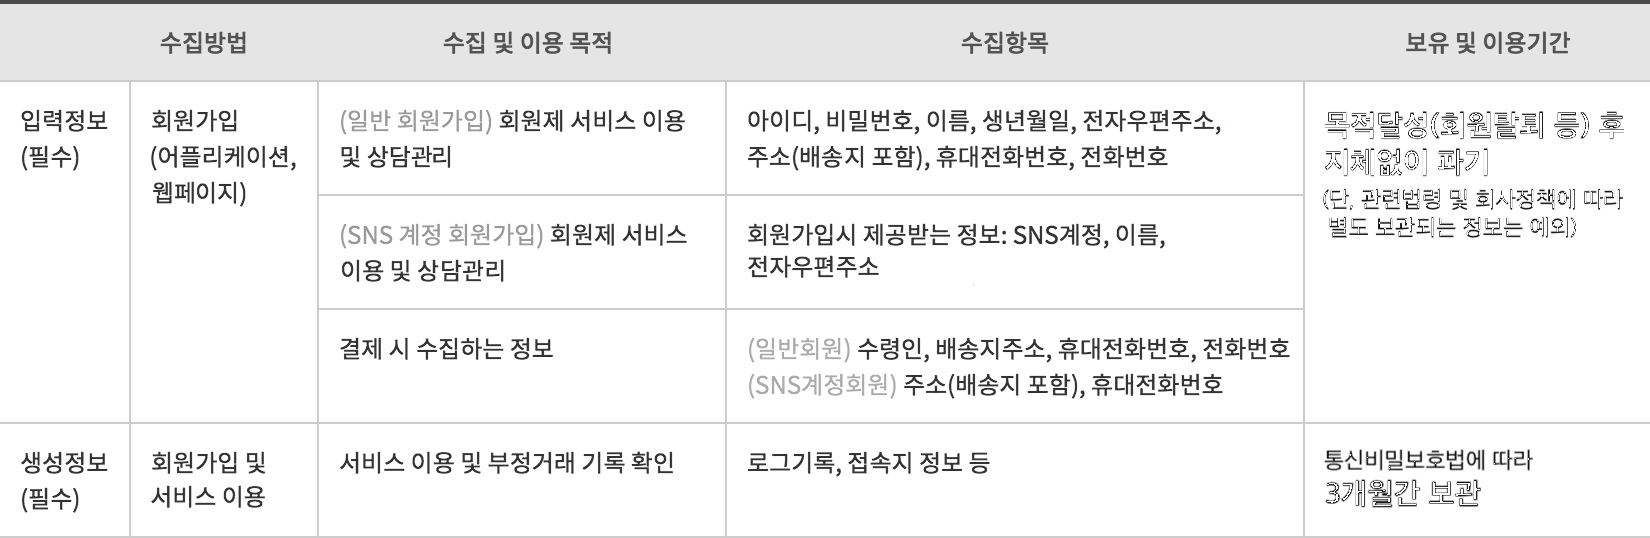 수집방법
수집 및 이용 목적
수집항목
보유 및 이용기간
입력정보
(필수)
회원가입
(어플리케이션,
웹페이지)
(일반 회원가입) 회원제 서비스 이용
및 상담관리
아이디, 비밀번호, 이름, 생년월일, 전자우편주소,
주소(배송지 포함), 휴대전화번호, 전화번호
목적달성(회원탈퇴 등) 후
지체없이 파기
(단, 관련법령 및 회사정책에 따라
별도 보관되는 정보는 예외)
(SNS 계정 회원가입) 회원제 서비스
이용 및 상담관리
회원가입시 제공받는 정보: SNS계정, 이름,
전자우편주소
결제 시 수집하는 정보
(일반회원) 수령인, 배송지주소, 휴대전화번호, 전화번호
(SNS계정회원) 주소(배송지 포함), 휴대전화번호
생성정보
(필수)
회원가입 및
서비스 이용
서비스 이용 및 부정거래 기록 확인
로그기록, 접속지 정보 등
통신비밀보호법에 따라
3개월간 보관